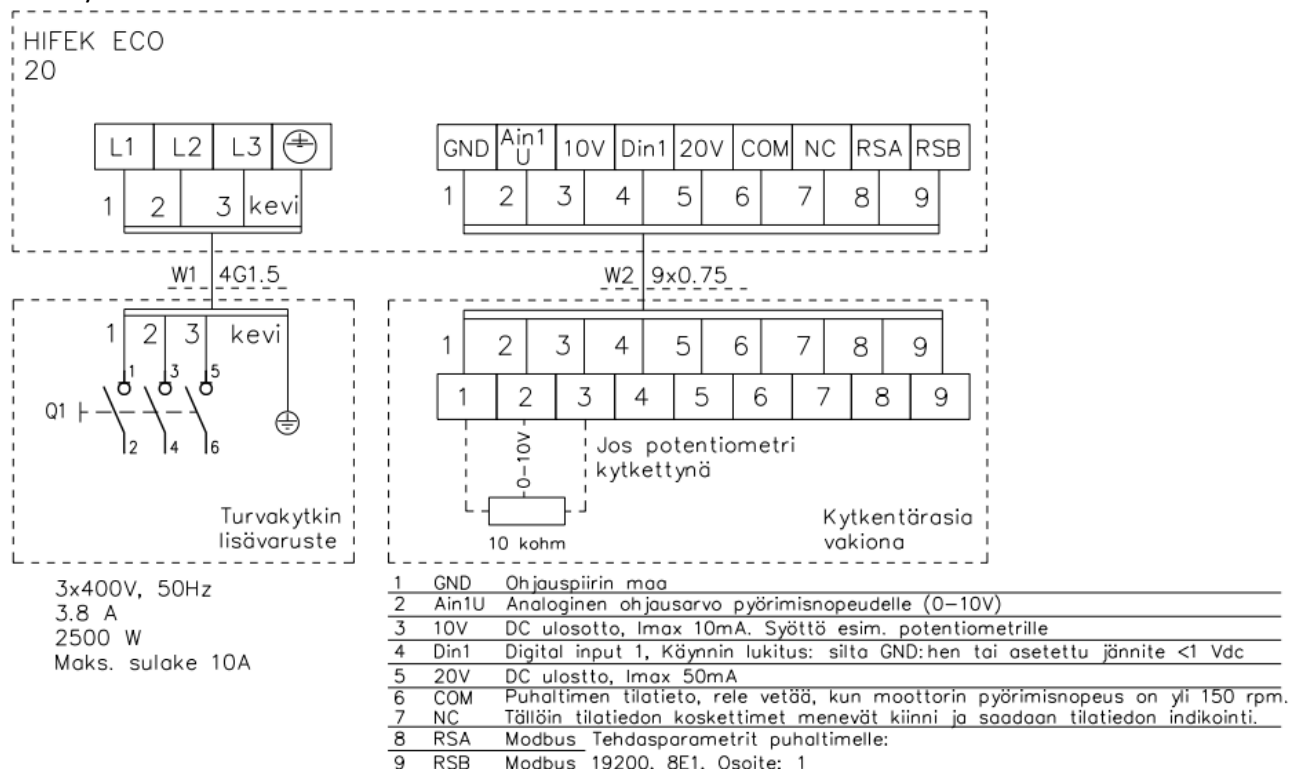 HIFEK ECO
20
L1 L2 L3
GND Ain1 U 10V Din1 20V COM NC RSA RSB
1 2 3 kevi
1 2 3 4 5 6 7 8 9
W1 4G1.5
W2 9x0.75
1 2 3 kevi
1 3 5
Q1
2 4 6
Turvakytkin
lisävaruste
1 2 3 4 5 6 7 8 9
1 2 3 4 5 6 7 8 9
0-10V
Jos potentiometri
kytkettynä
10 kohm
Kytkentärasia
vakiona
3x400V, 50Hz
3.8 A
2500 W
Maks. sulake 10A
1 GND Ohjauspiirin maa
2 Ain1U Analoginen ohjausarvo pyörimisnopeudelle (0-10V)
3 10V DC ulosotto, Imax 10mA. Syöttö esim. potentiometrille
4 Din1 Digital input 1, Käynnin lukitus: silta GND:hen tai asetettu jännite <1 Vdc
5 20V DC ulostto, Imax 50mA
6 COM Puhaltimen tilatieto, rele vetää, kun moottorin pyörimisnopeus on yli 150 rpm.
7 NC Tällöin tilatiedon koskettimet menevät kiinni ja saadaan tilatiedon indikointi.
8 RSA Modbus Tehdasparametrit puhaltimelle:
9 RSB Modbus 19200, 8E1, Osoite: 1